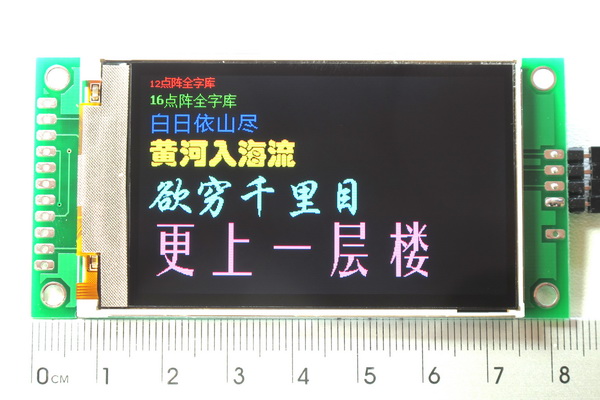 12点阵全字库
16点阵全字库
白日依山尽
黄河入海流
欲穷千里目
更上一层楼
0CM 1 2 3 4 5 6 7 8